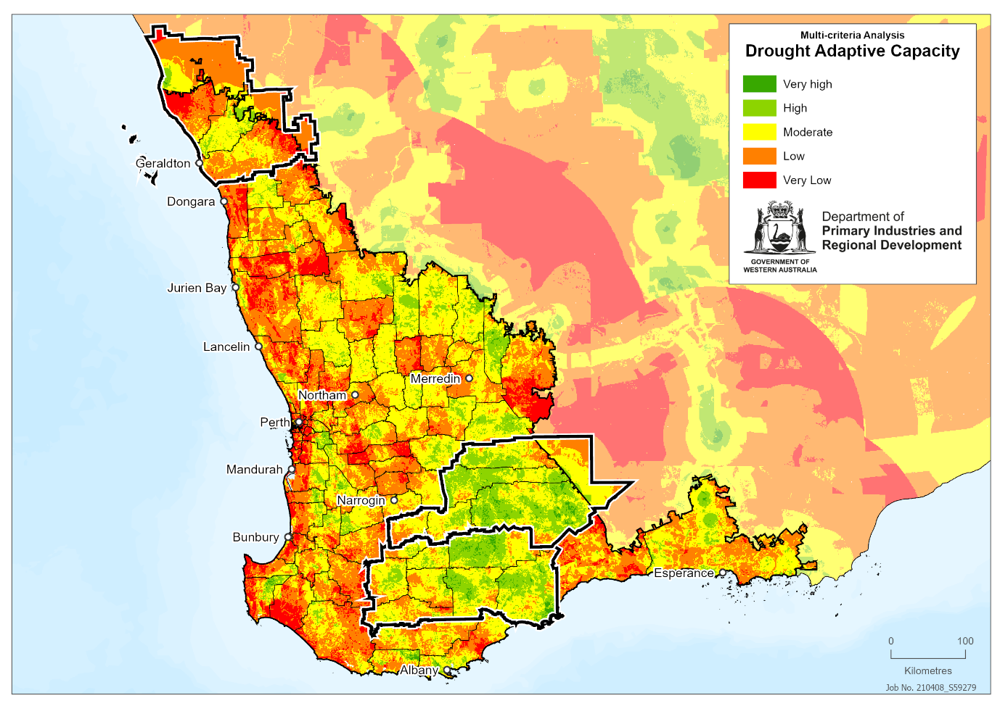 Multi-criteria Analysis
Drought Adaptive Capacity
Very high
High
Moderate
Low
Very Low
GOVERNMENT OF
WESTERN AUSTRALIA
Department of
Primary Industries and
Regional Development
Geraldton
Dongara
Jurien Bay
Lancelin
Merredin
Northam
Perth
Mandurah
Narrogin
Bunbury
Esperance
Albany
0 100
Kilometres
Job No. 210408_S59279